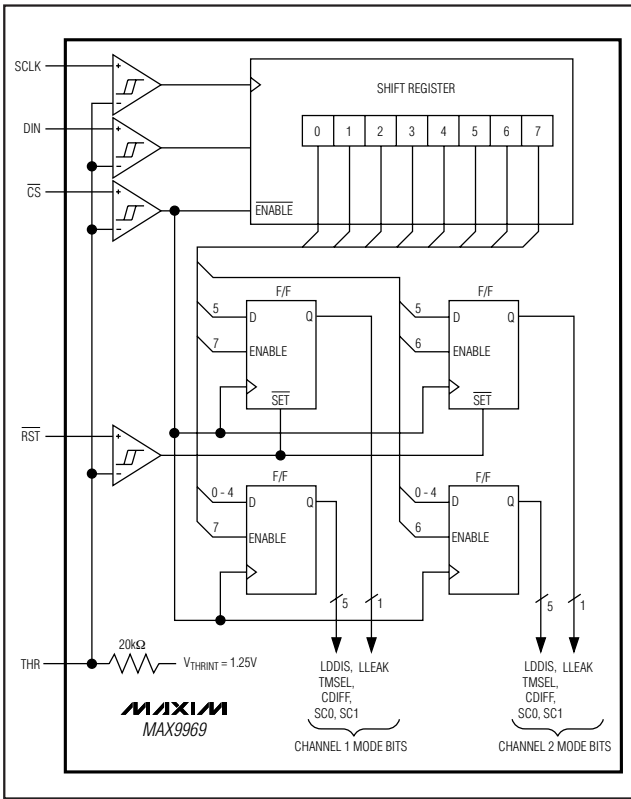 SCLK
SHIFT REGISTER
DIN
0 1 2 3 4 5 6 7
CS
ENABLE
F/F F/F
5 D Q 5 D Q
7 ENABLE 6 ENABLE
SET SET
RST
F/F F/F
0 - 4 D Q 0 - 4 D Q
7 ENABLE 6 ENABLE
5 1 5 1
20kΩ
THR
VTHRINT = 1.25V
LDDIS, LLEAK LDDIS, LLEAK
TMSEL, TMSEL,
CDIFF, CDIFF,
SC0, SC1 SC0, SC1
MAXIM
MAX9969
CHANNEL 1 MODE BITS CHANNEL 2 MODE BITS